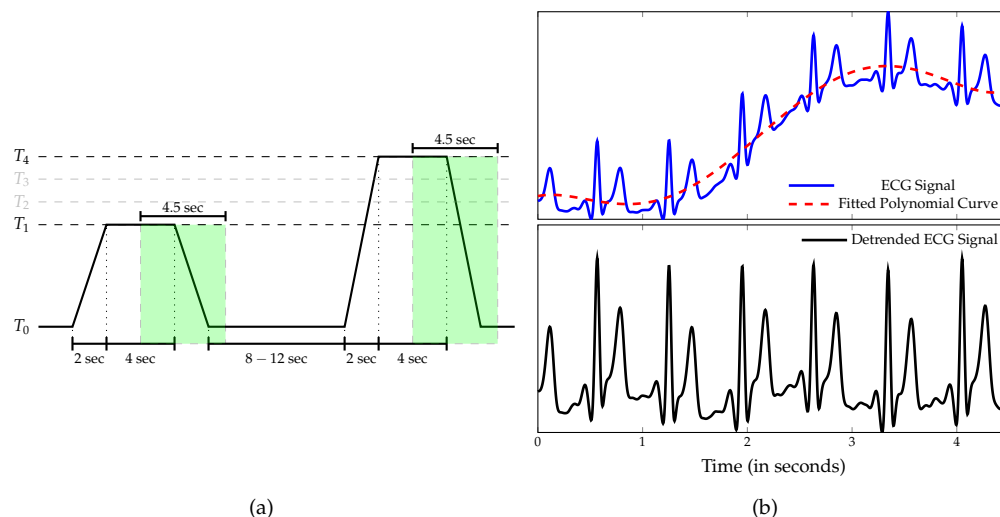 4.5 sec
T4
T3
T2
4.5 sec
T1
T0
2 sec
4 sec
8 − 12 sec
2 sec
4 sec
(a)
ECG Signal
Fitted Polynomial Curve
Detrended ECG Signal
0
1
2
3
4
Time (in seconds)
(b)